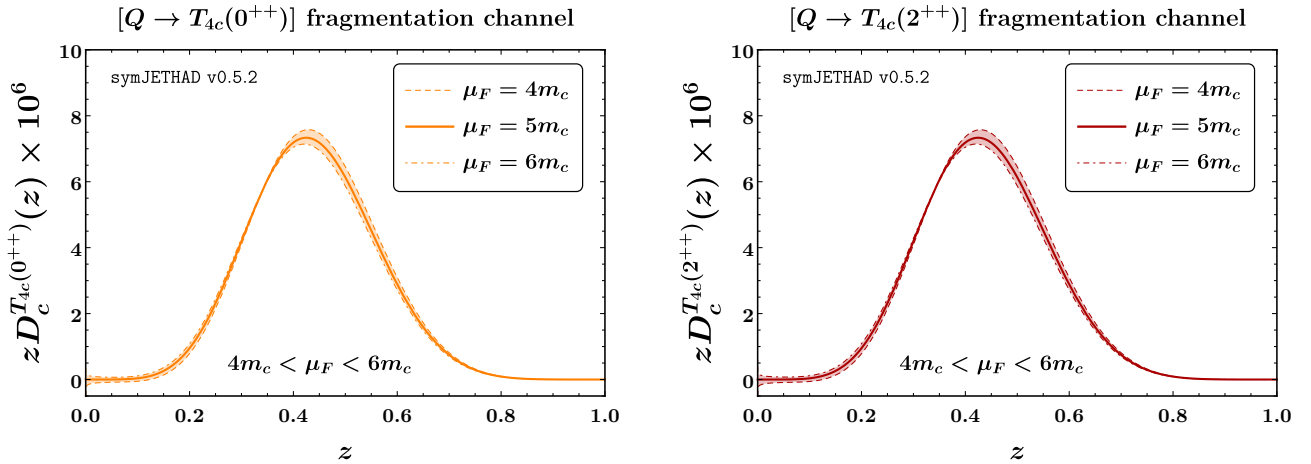 [Q → T4c(0++)] fragmentation channel
symJETHAD v0.5.2
μF = 4mc
μF = 5mc
μF = 6mc
zDcT4c(0++)(z) × 10^6
10
8
6
4
2
0
4mc < μF < 6mc
0.0 0.2 0.4 0.6 0.8 1.0
z
[Q → T4c(2++)] fragmentation channel
symJETHAD v0.5.2
μF = 4mc
μF = 5mc
μF = 6mc
zDcT4c(2++)(z) × 10^6
10
8
6
4
2
0
4mc < μF < 6mc
0.0 0.2 0.4 0.6 0.8 1.0
z